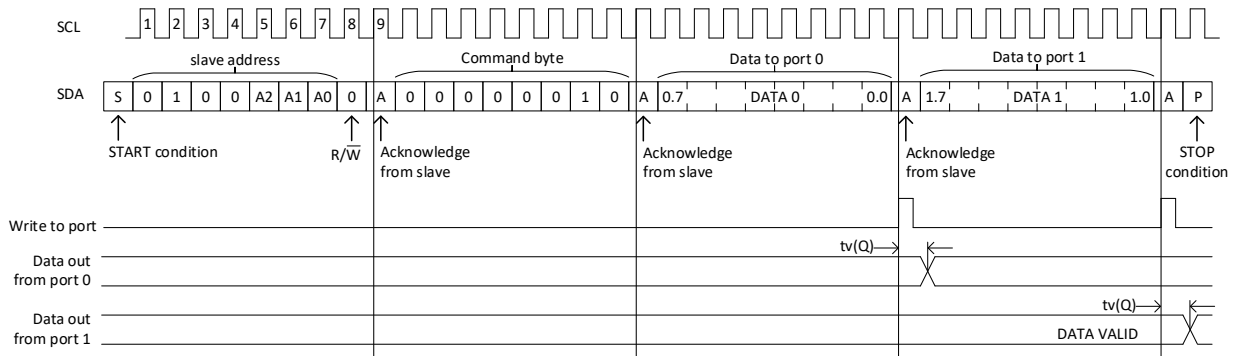 SCL 1 2 3 4 5 6 7 8 9
slave address Command byte Data to port 0 Data to port 1
SDA S 0 1 0 0 A2 A1 A0 0 A 0 0 0 0 0 0 1 0 A 0.7 DATA 0 0.0 A 1.7 DATA 1 1.0 A P
START condition R/W̅ Acknowledge Acknowledge Acknowledge STOP
from slave from slave from slave condition
Write to port
tv(Q)
Data out
from port 0
tv(Q)
Data out
from port 1
DATA VALID